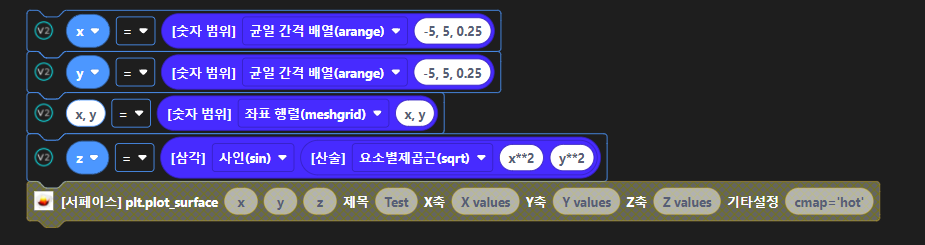 V2 x = [숫자 범위] 균일 간격 배열(arange) -5, 5, 0.25
V2 y = [숫자 범위] 균일 간격 배열(arange) -5, 5, 0.25
V2 x, y = [숫자 범위] 좌표 행렬(meshgrid) x, y
V2 z = [삼각] 사인(sin) [산술] 요소별제곱근(sqrt) x**2 y**2
[서페이스] plt.plot_surface x y z 제목 Test X축 X values Y축 Y values Z축 Z values 기타설정 cmap='hot'